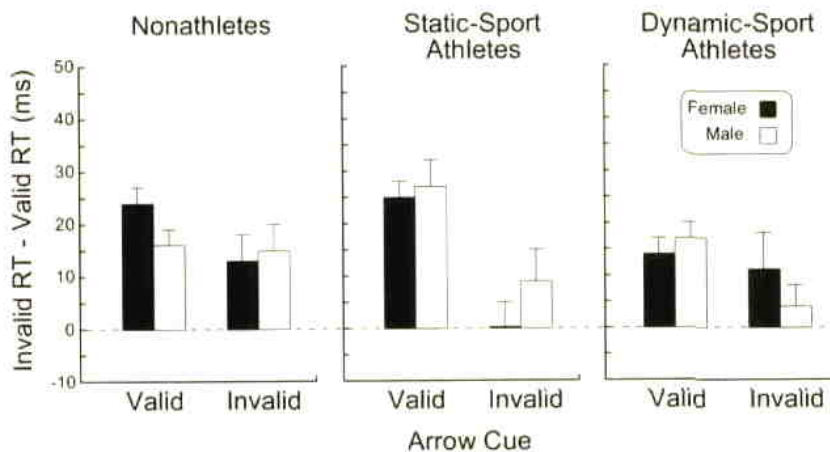 Nonathletes
Static-Sport
Athletes
Dynamic-Sport
Athletes
Invalid RT - Valid RT (ms)
50
40
30
20
10
0
-10
Female
Male
Valid Invalid
Valid Invalid
Valid Invalid
Arrow Cue